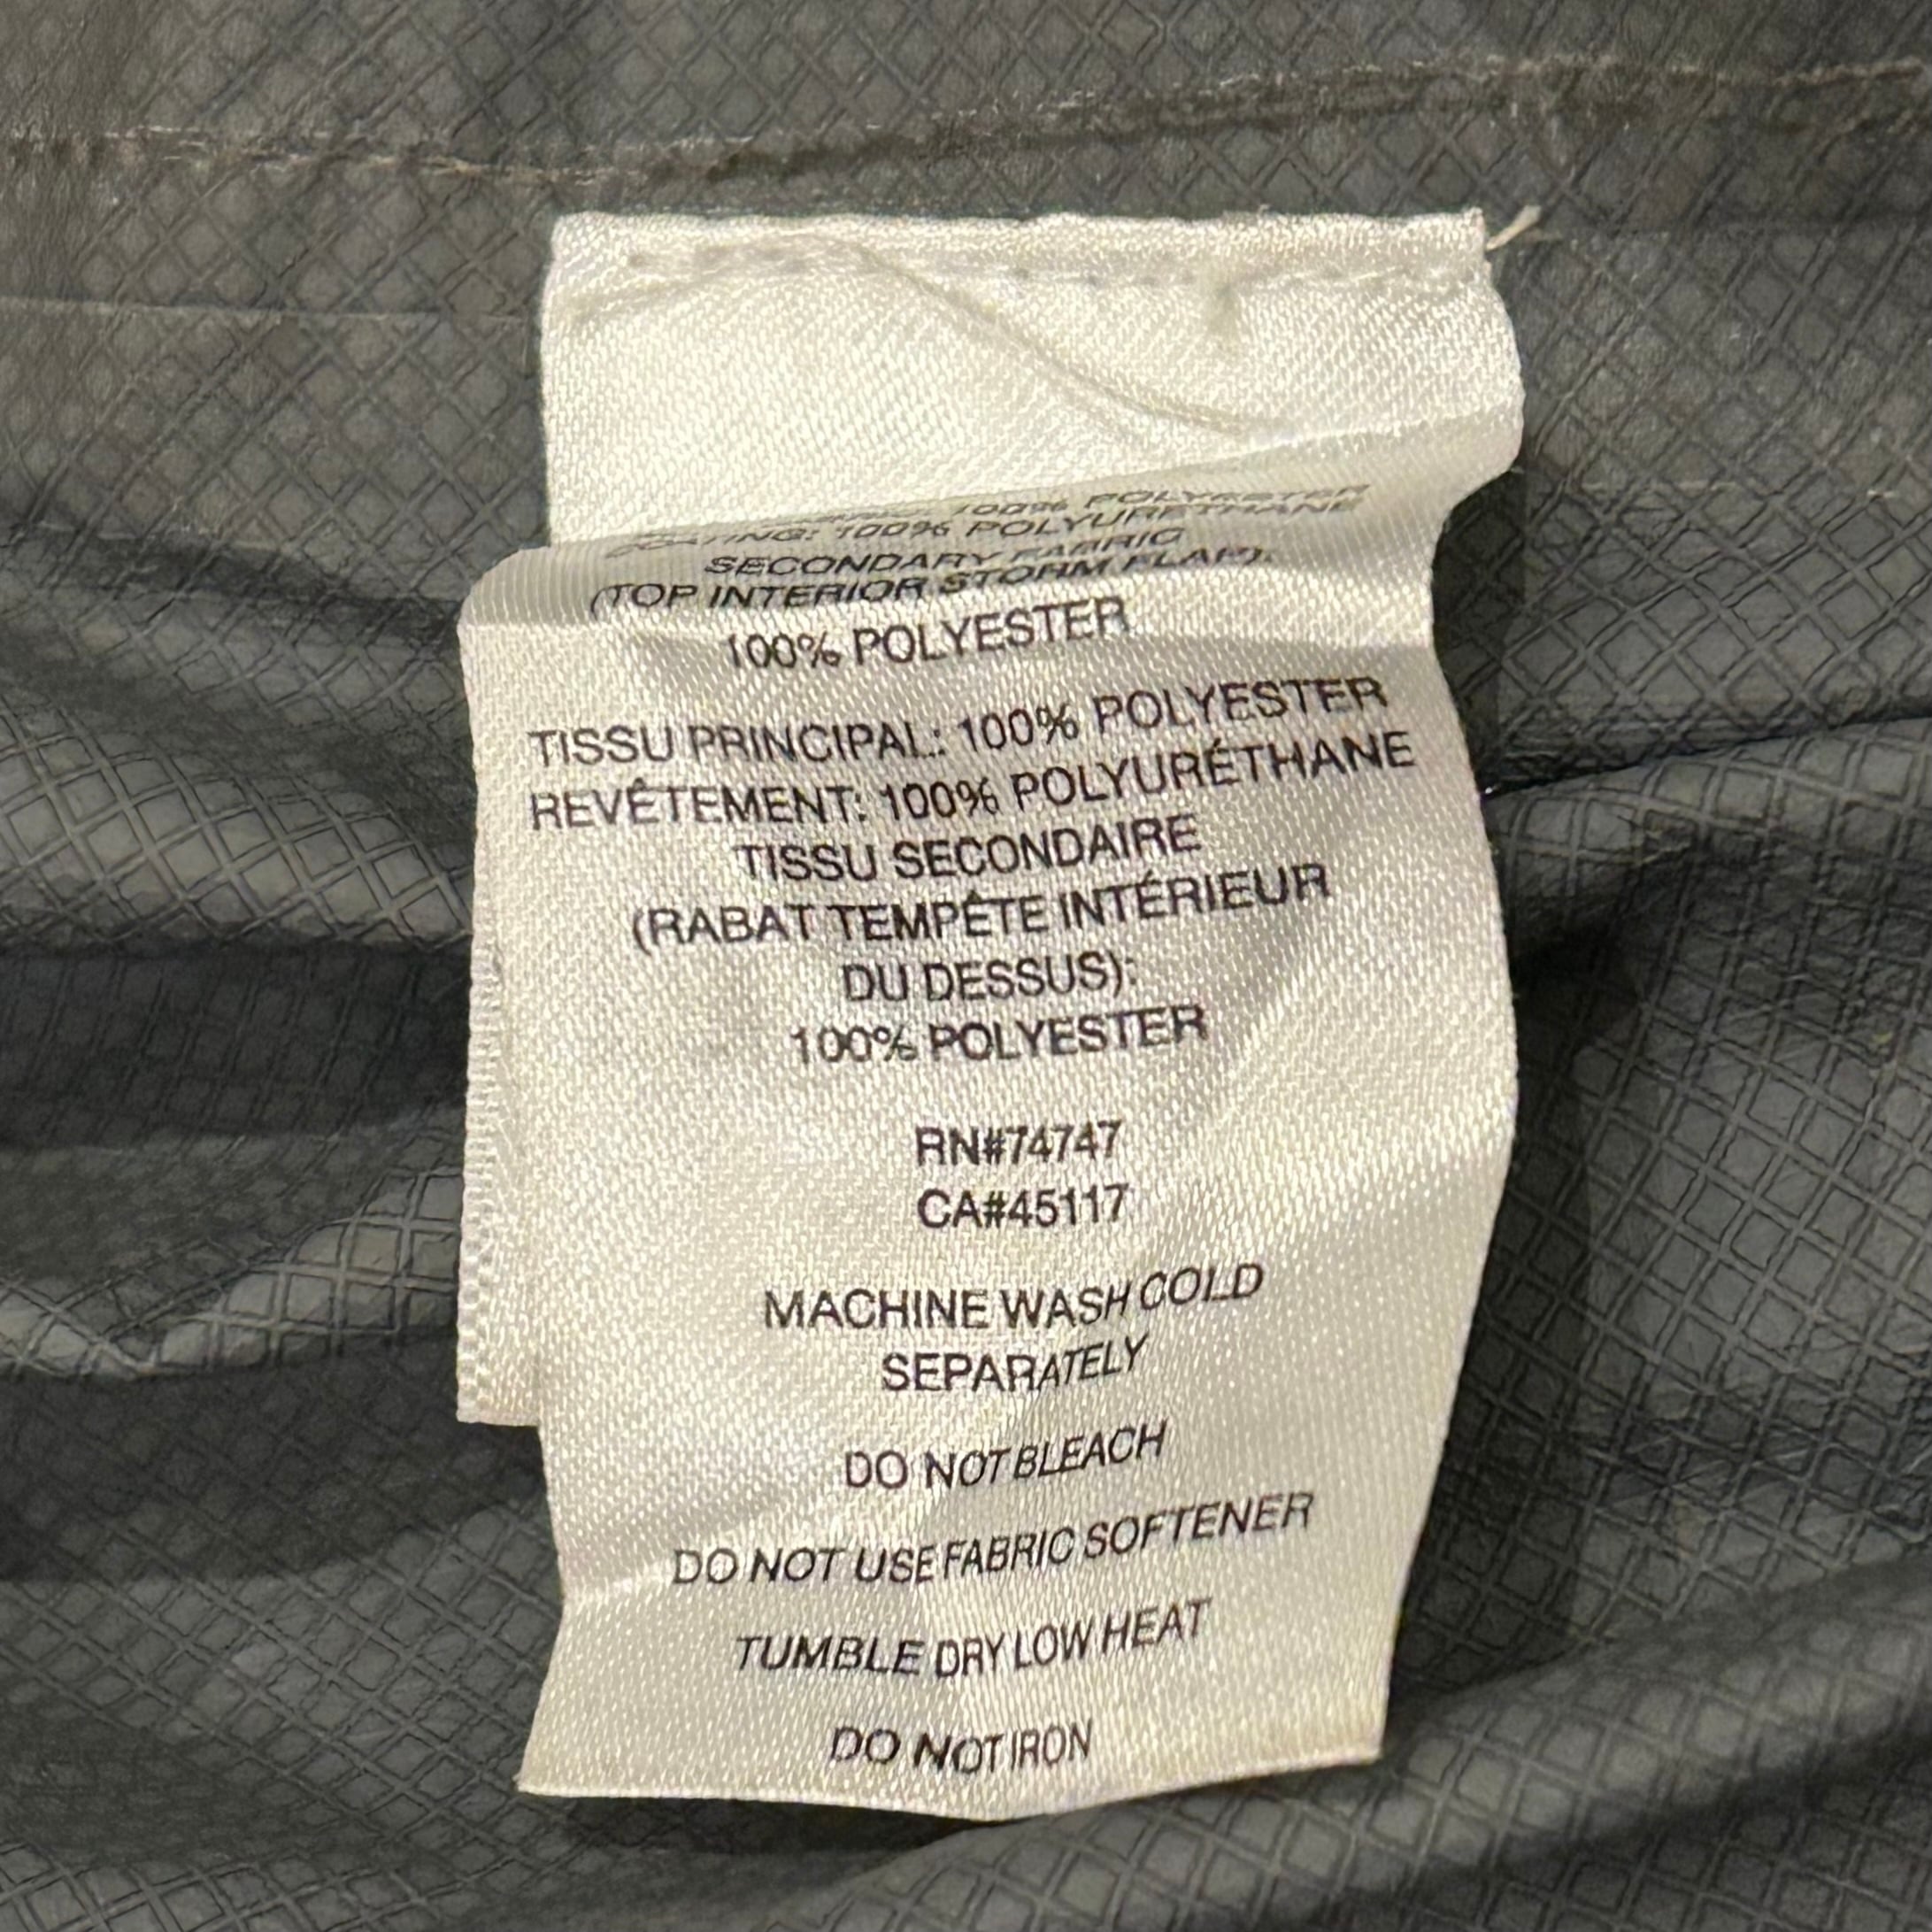 100% POLYESTER
COATING: 100% POLYURETHANE
SECONDARY FABRIC
(TOP INTERIOR STORM FLAP):
100% POLYESTER
TISSU PRINCIPAL: 100% POLYESTER
REVÊTEMENT: 100% POLYURÉTHANE
TISSU SECONDAIRE
(RABAT TEMPÊTE INTÉRIEUR
DU DESSUS):
100% POLYESTER
RN#74747
CA#45117
MACHINE WASH COLD
SEPARATELY
DO NOT BLEACH
DO NOT USE FABRIC SOFTENER
TUMBLE DRY LOW HEAT
DO NOT IRON